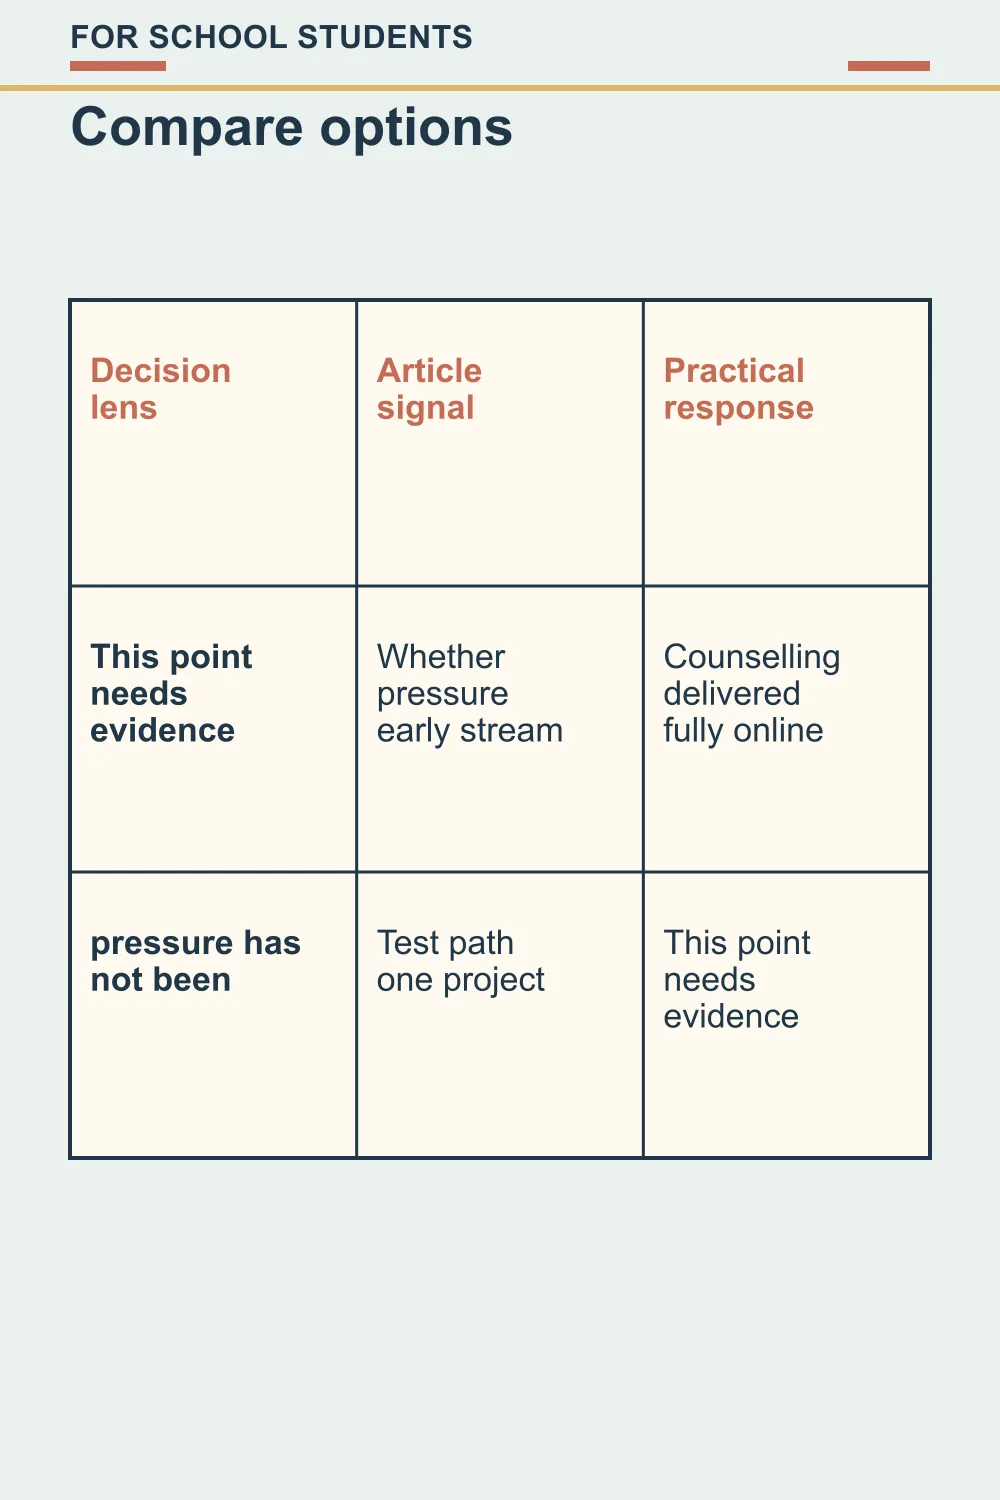 FOR SCHOOL STUDENTS
Compare options
Decision
lens
Article
signal
Practical
response
This point
needs
evidence
Whether
pressure
early stream
Counselling
delivered
fully online
pressure has
not been
Test path
one project
This point
needs
evidence